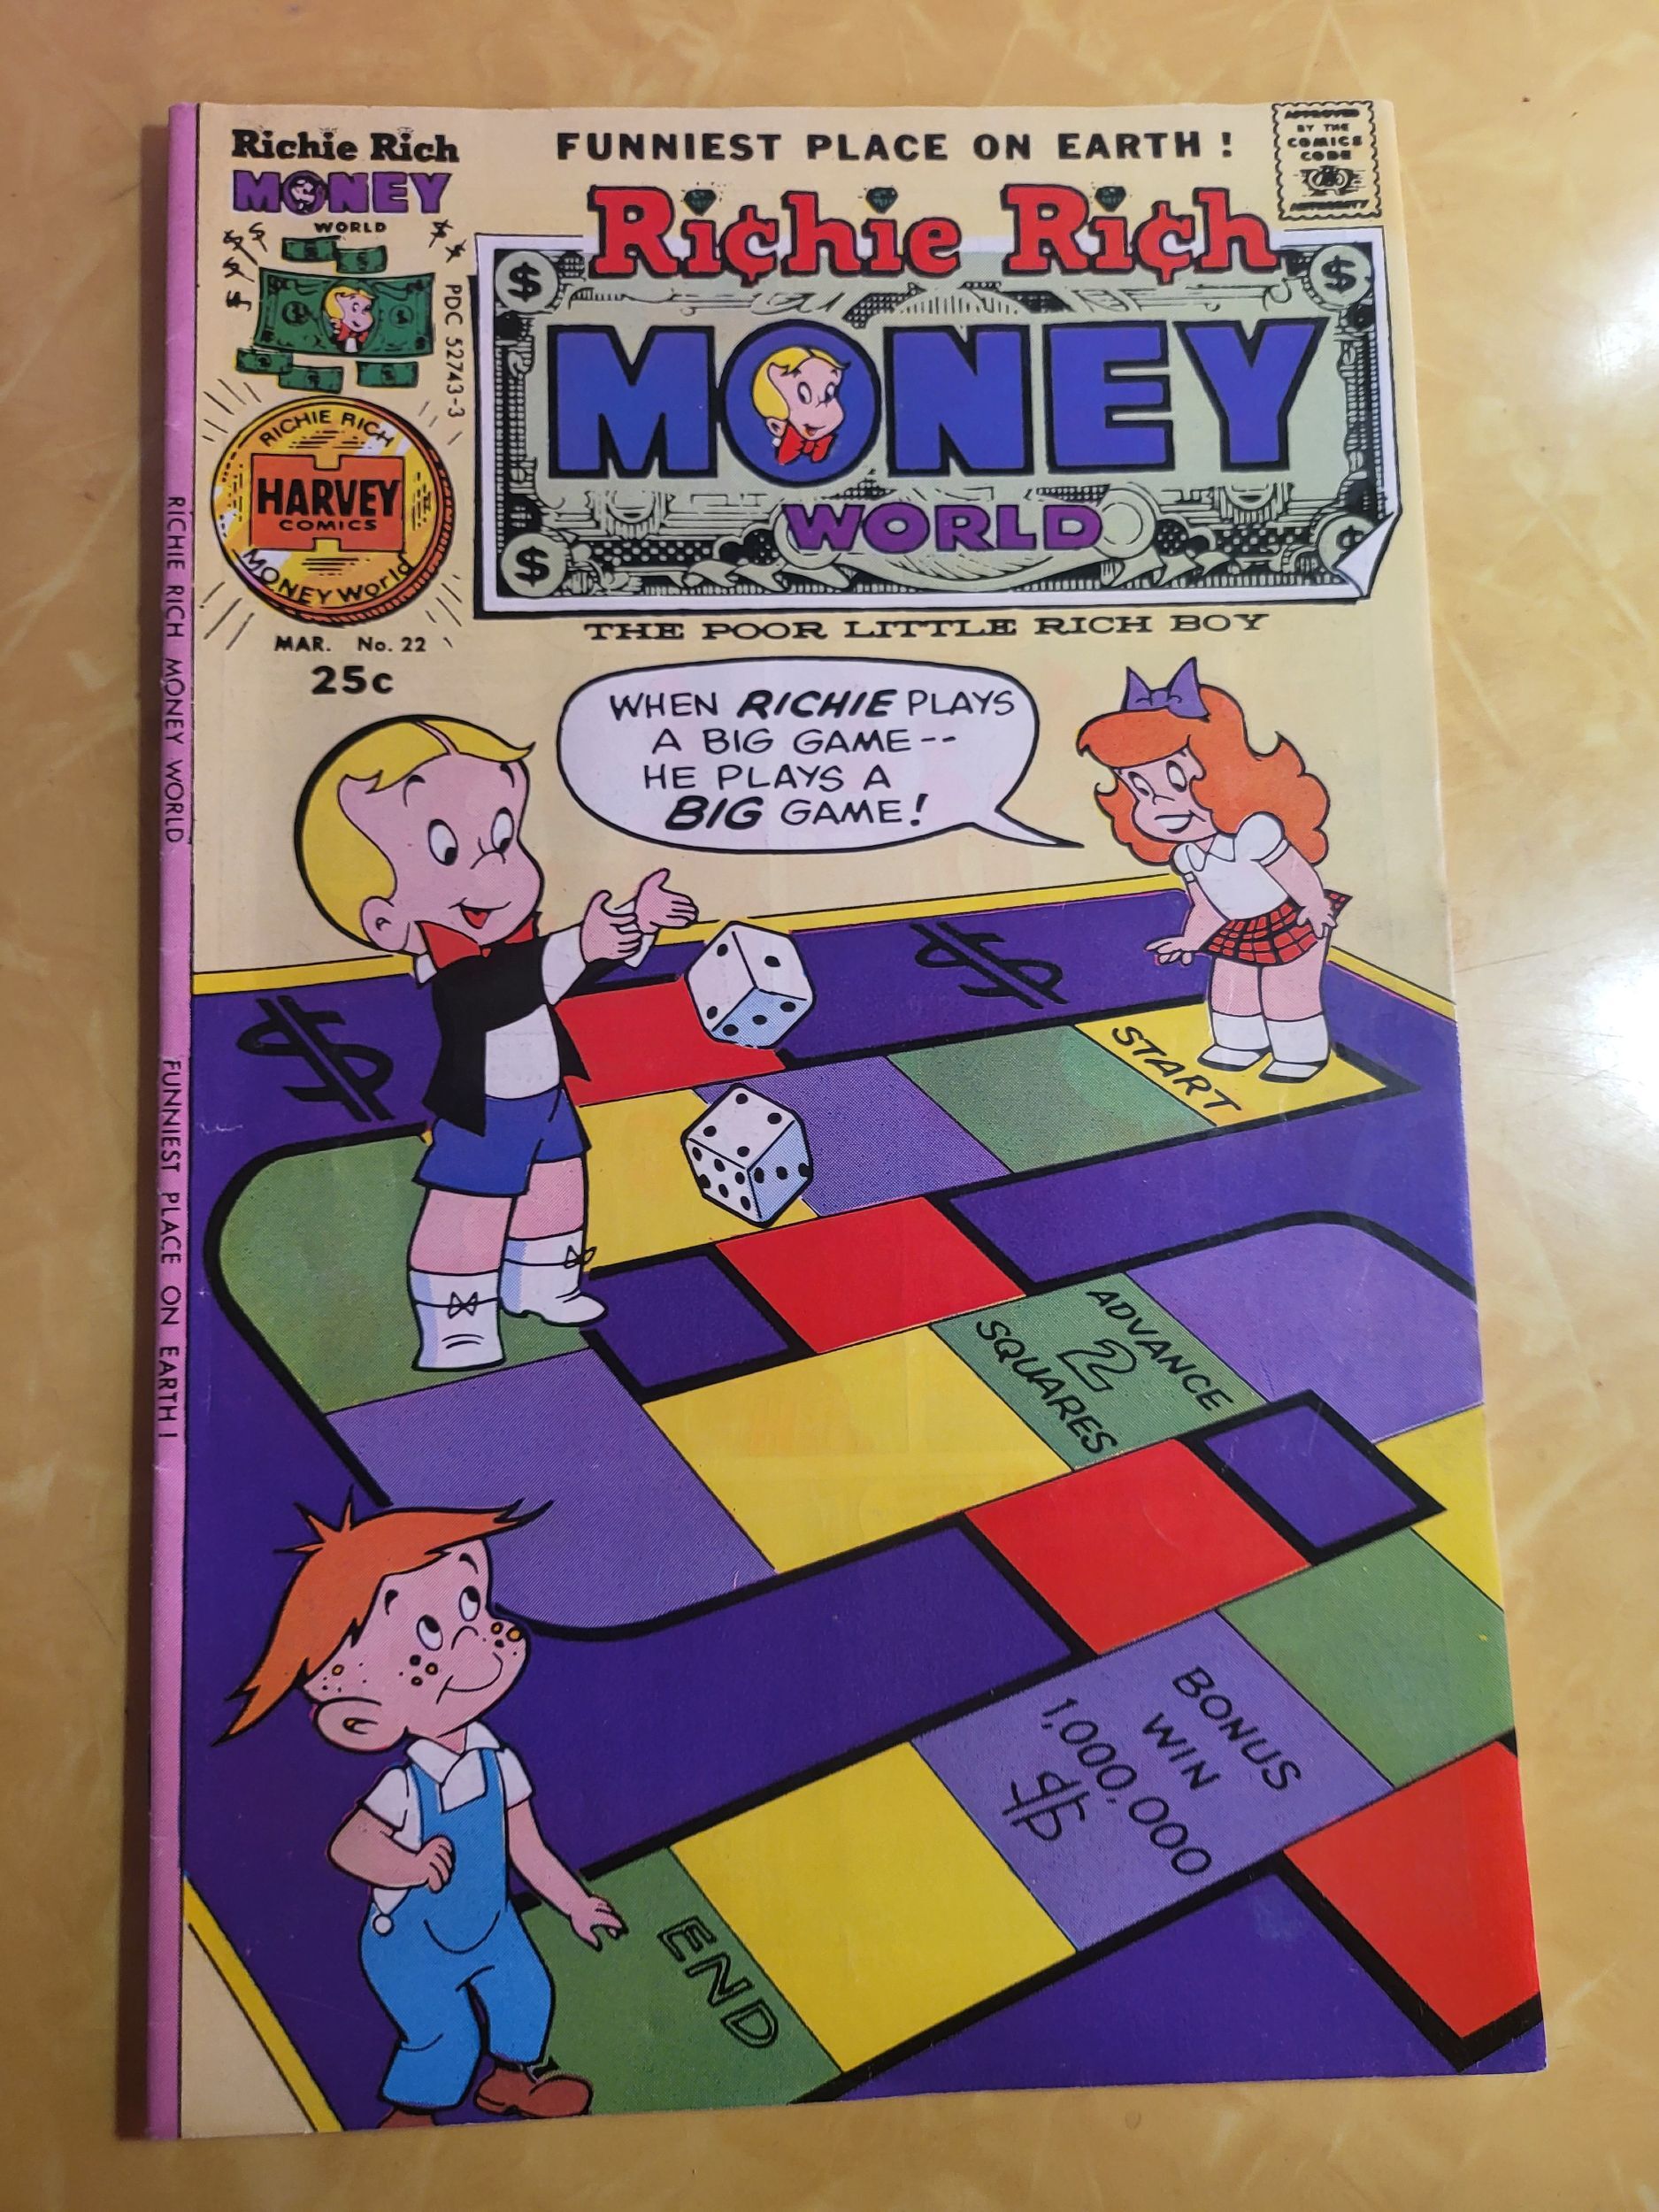 Richie Rich
MONEY
WORLD
PDC 52743-3
RICHIE RICH
HARVEY
COMICS
MONEY World
MAR. No. 22
25c
FUNNIEST PLACE ON EARTH !
APPROVED
BY THE
COMICS
CODE
AUTHORITY
Ri¢hie Ri¢h
$ $
MONEY
WORLD
$
THE POOR LITTLE RICH BOY
WHEN RICHIE PLAYS
A BIG GAME--
HE PLAYS A
BIG GAME!
$
$
START
ADVANCE
2
SQUARES
BONUS
WIN
1,000,000
$
END
RICHIE RICH MONEY WORLD FUNNIEST PLACE ON EARTH !